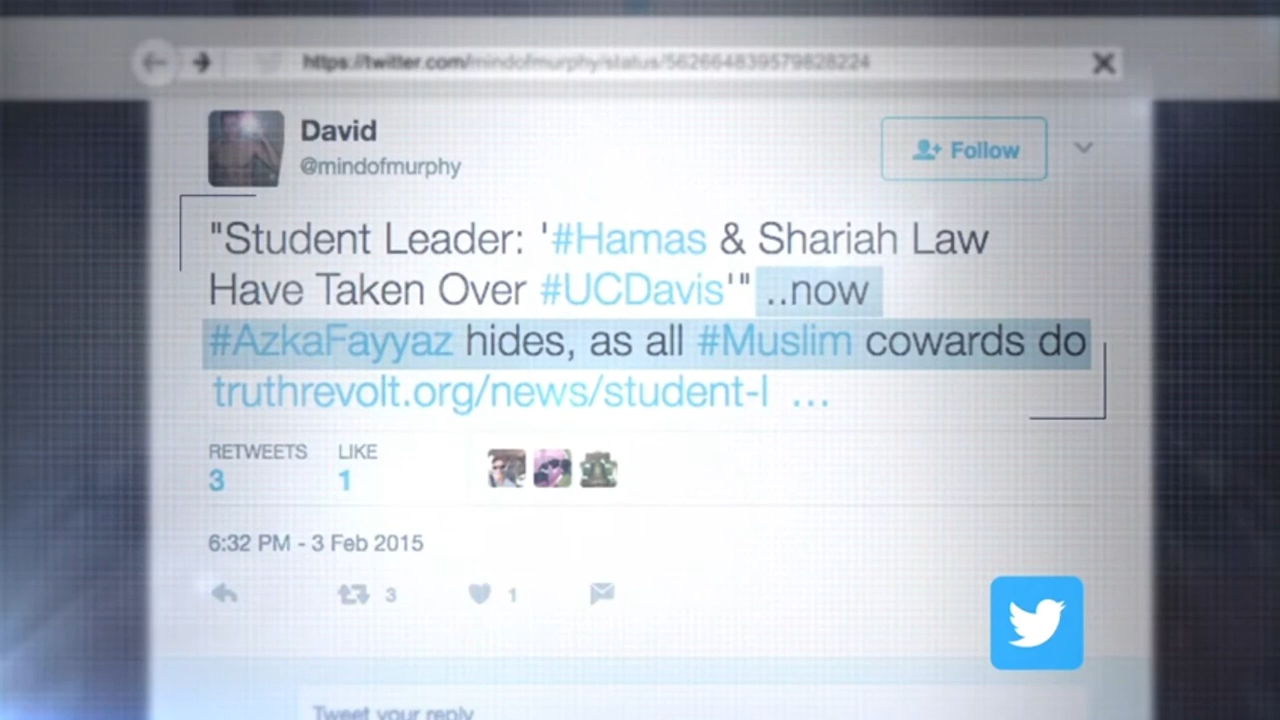 https://twitter.com/mindofmurphy/status/562664839579828224
David
@mindofmurphy
Follow
"Student Leader: '#Hamas & Shariah Law
Have Taken Over #UCDavis'" ..now
#AzkaFayyaz hides, as all #Muslim cowards do
truthrevolt.org/news/student-l ...
RETWEETS LIKE
3 1
6:32 PM - 3 Feb 2015
3 1
Tweet your reply